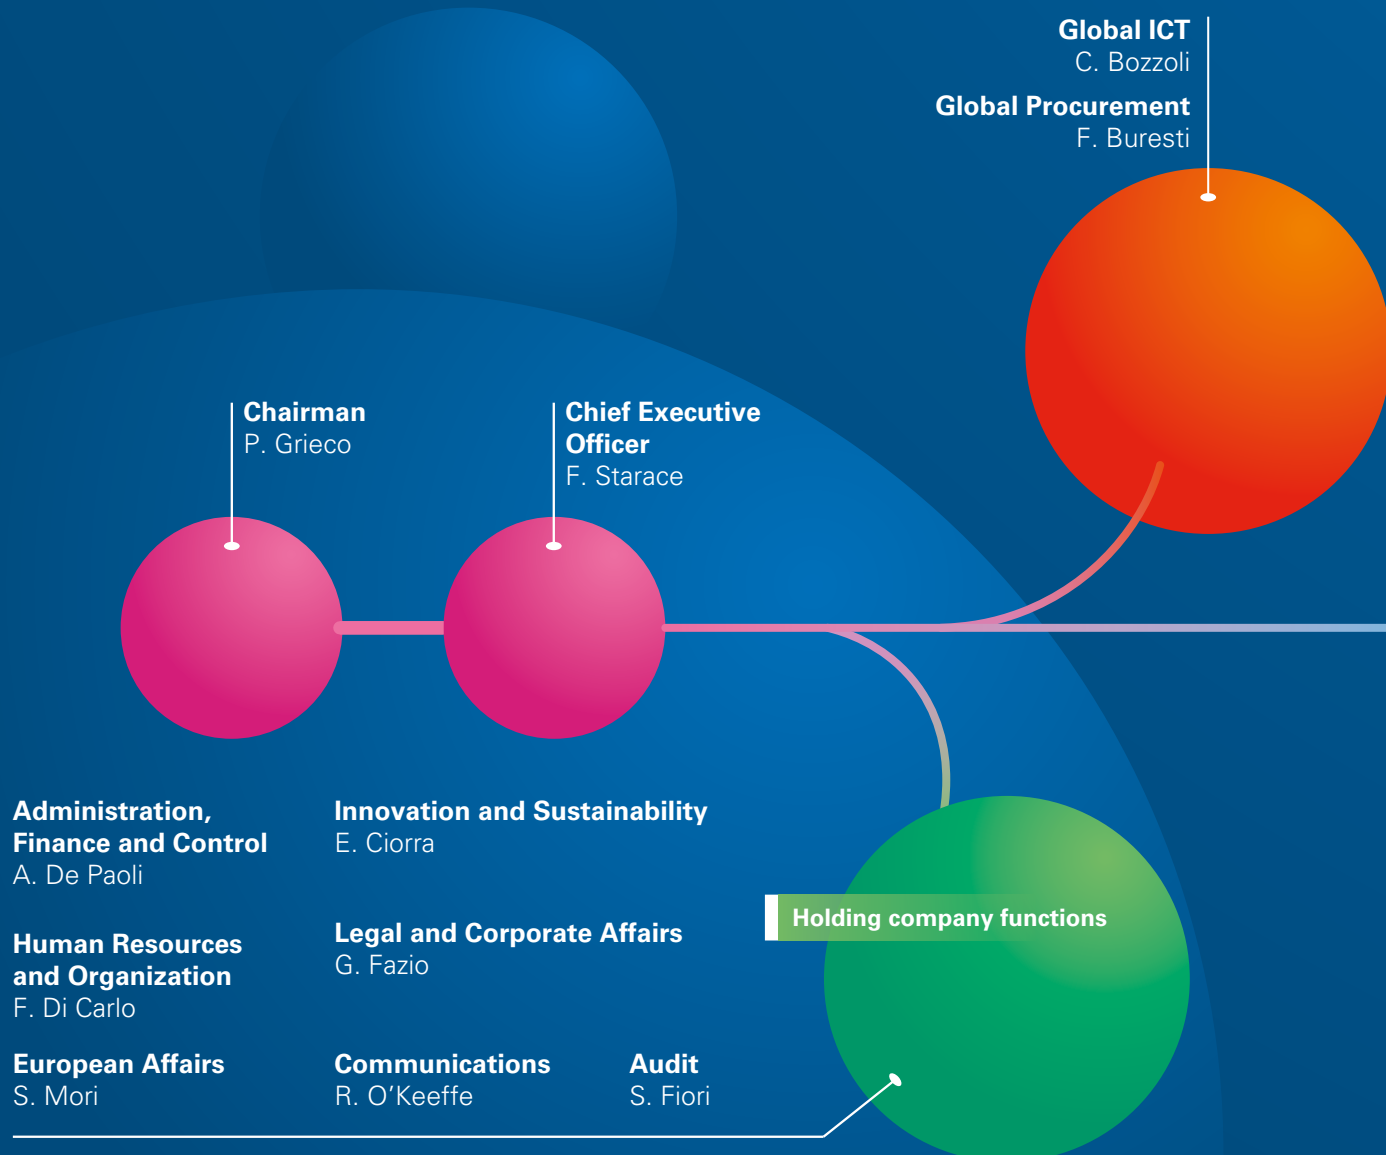 Global ICT
C. Bozzoli
Global Procurement
F. Buresti
Chairman
P. Grieco
Chief Executive
Officer
F. Starace
Administration,
Finance and Control
A. De Paoli
Innovation and Sustainability
E. Ciorra
Human Resources
and Organization
F. Di Carlo
Legal and Corporate Affairs
G. Fazio
European Affairs
S. Mori
Communications
R. O’Keeffe
Audit
S. Fiori
Holding company functions